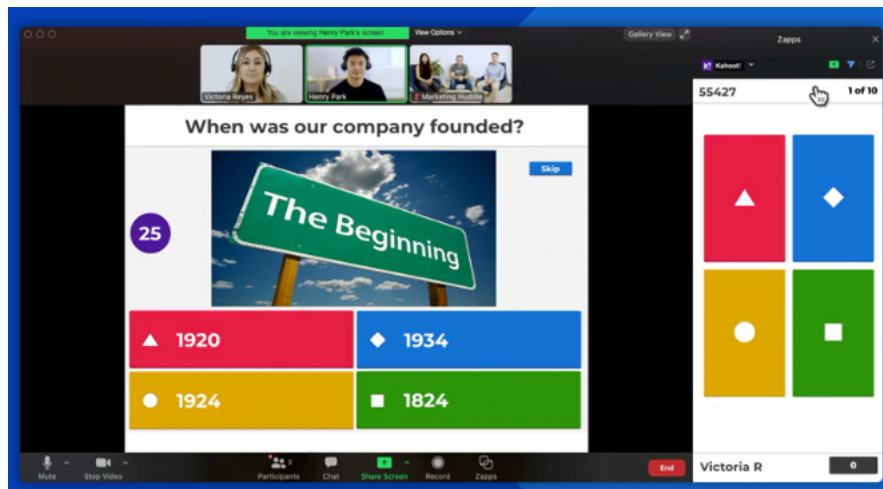 You are viewing Henry Park's screen
View Options
Gallery View
Zapps
Victoria Reyes
Henry Park
Marketing Huddle
K! Kahoot!
55427
1 of 10
When was our company founded?
Skip
The Beginning
25
1920
1934
1924
1824
Mute
Stop Video
Participants
3
Chat
Share Screen
Record
Zapps
End
Victoria R
0